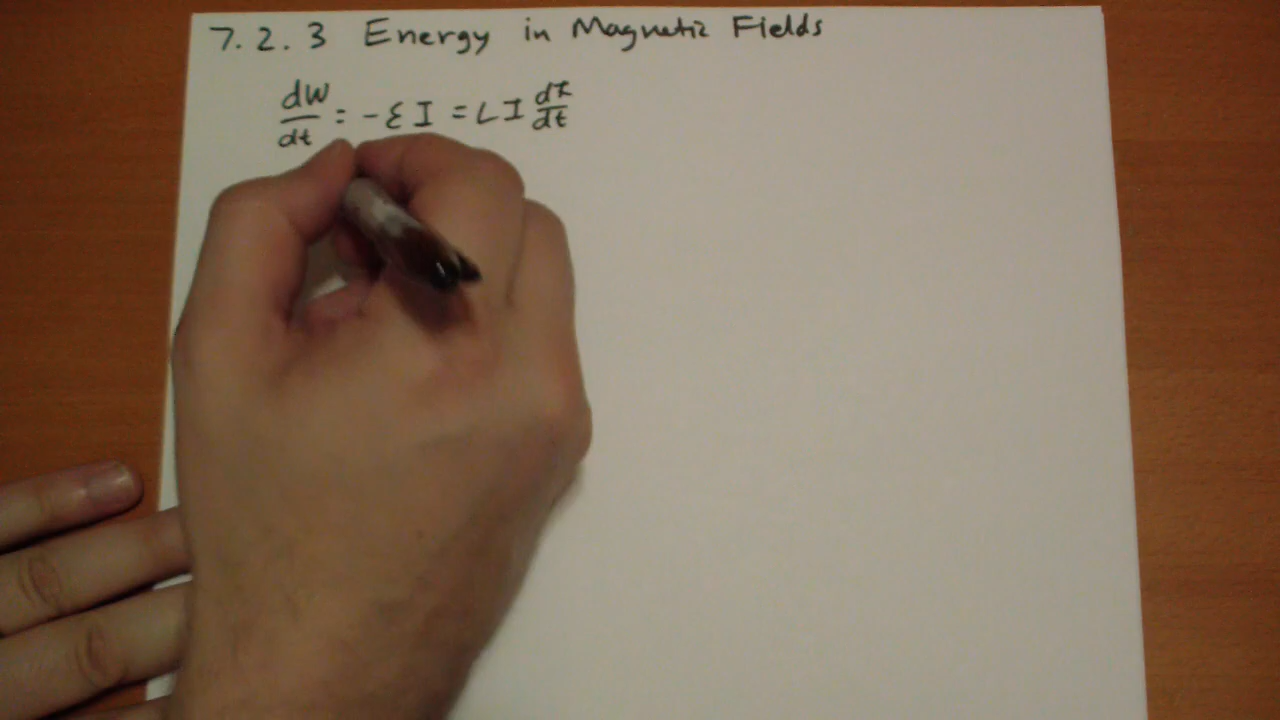 7.2.3 Energy in Magnetic Fields
dW/dt = -ℰI = LI dI/dt